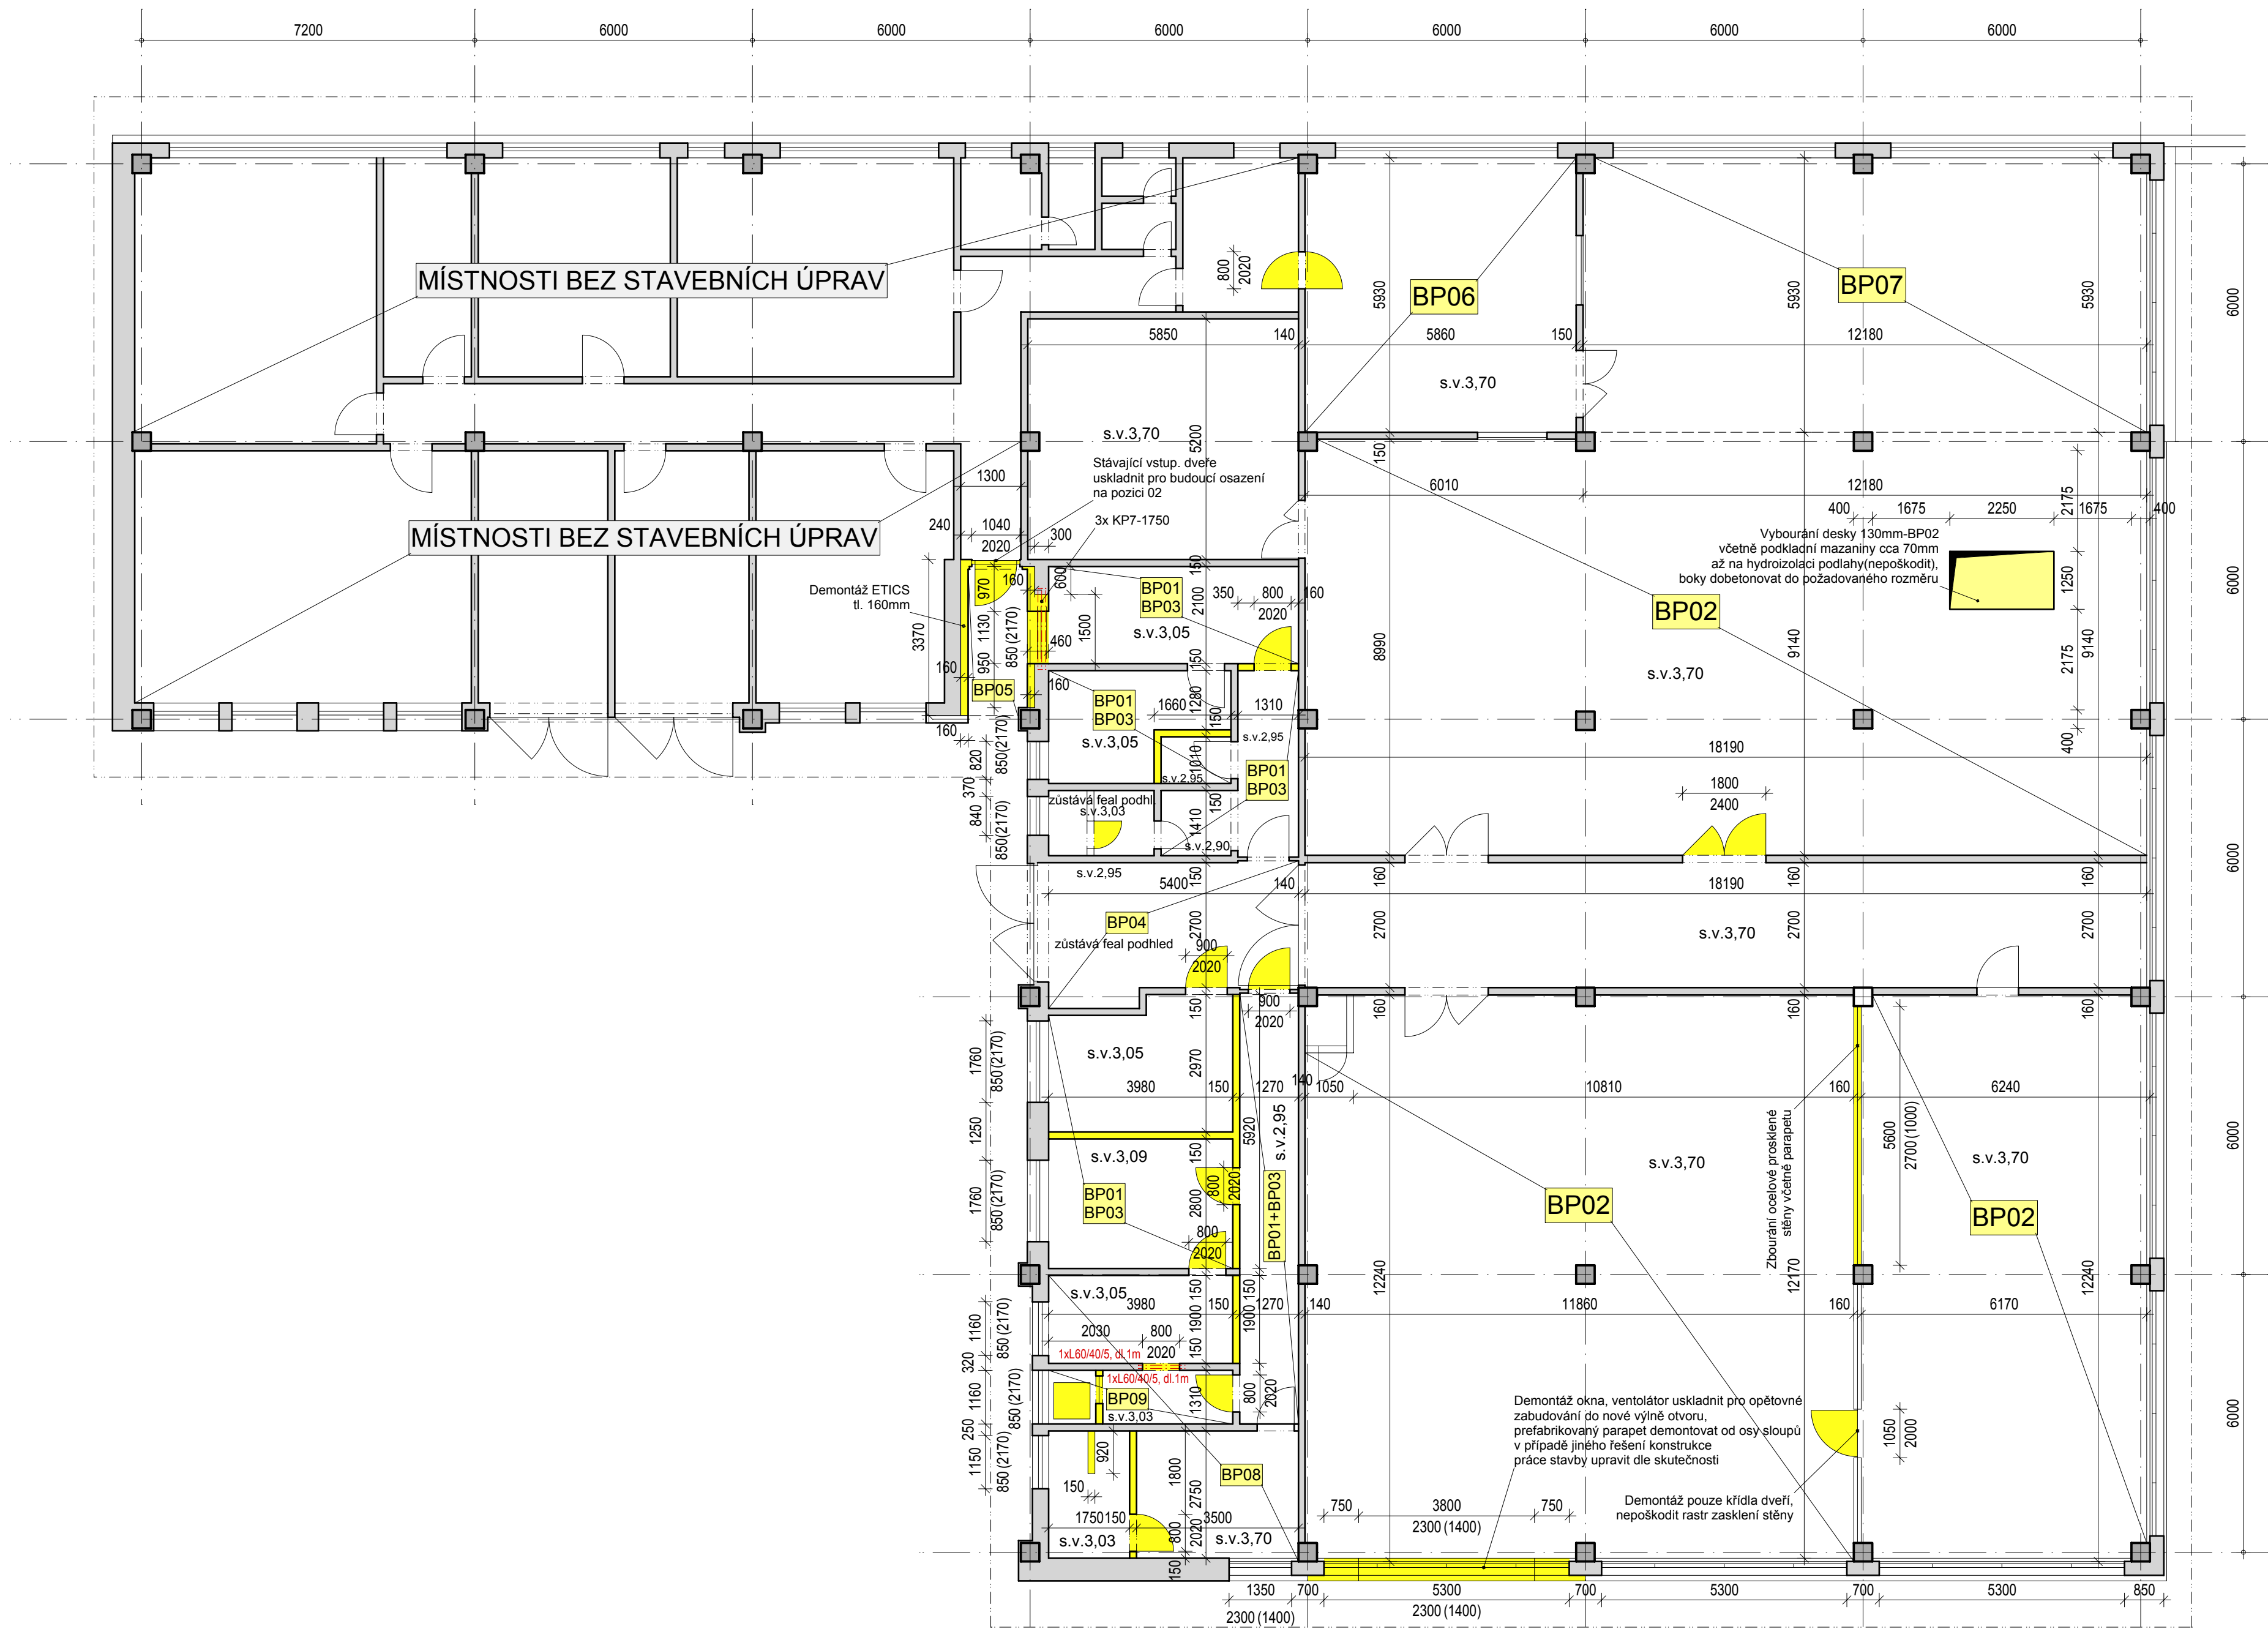 7200
6000
6000
6000
6000
6000
6000
MÍSTNOSTI BEZ STAVEBNÍCH ÚPRAV
800
2020
5930
BP06
5930
BP07
5930
6000
5850
140
5860
150
12180
s.v.3,70
s.v.3,70
5200
150
Stávající vstup. dveře
uskladnit pro budoucí osazení
na pozici 02
1300
6010
12180
2175
400
1675
2250
1675
400
MÍSTNOSTI BEZ STAVEBNÍCH ÚPRAV
240
1040
2020
3x KP7-1750
300
Vybourání desky 130mm-BP02
včetně podkladní mazaniny cca 70mm
až na hydroizolaci podlahy(nepoškodit),
boky dobetonovat do požadovaného rozměru
1250
6000
Demontáž ETICS
tl. 160mm
3370
970
160
600
150
BP01
BP03
2100
350
800
2020
160
BP02
1130
850 (2170)
1500
s.v.3,05
460
8990
9140
2175
9140
950
160
150
s.v.3,70
BP05
160
BP01
BP03
1660
1280
150
1310
160
820
850(2170)
s.v.3,05
s.v.2,95
400
18190
1010
s.v.2,95
BP01
BP03
370
1800
2400
zůstává feal podhl.
s.v.3,03
150
840
850(2170)
1410
s.v.2,90
6000
s.v.2,95
5400
150
140
160
18190
160
160
BP04
2700
2700
s.v.3,70
2700
2700
zůstává feal podhled
900
2020
150
900
2020
160
160
160
1760
850 (2170)
s.v.3,05
2970
3980
150
1270
140
1050
10810
160
6240
1250
5920
s.v.2,95
Zbourání ocelové prosklené
stěny včetně parapetu
5600
2700 (1000)
6000
150
s.v.3,09
s.v.3,70
s.v.3,70
1760
850 (2170)
BP01
BP03
2800
800
2020
BP01+BP03
BP02
BP02
800
2020
12240
12170
12240
s.v.3,05
150
150
3980
150
1270
140
11860
160
6170
1160
850 (2170)
1900
1900
2030
800
2020
150
320
1xL60/40/5, dl.1m
1xL60/40/5, dl.1m
1160
850 (2170)
BP09
1310
800
2020
s.v.3,03
Demontáž okna, ventolátor uskladnit pro opětovné
zabudování do nové výlně otvoru,
prefabrikovaný parapet demontovat od osy sloupů
v případě jiného řešení konstrukce
práce stavby upravit dle skutečnosti
1050
2000
6000
250
1150
850 (2170)
920
1800
2750
BP08
150
Demontáž pouze křídla dveří,
nepoškodit rastr zasklení stěny
750
3800
750
2300 (1400)
1750
150
3500
800
2020
s.v.3,03
s.v.3,70
150
1350
700
5300
700
5300
700
5300
850
2300 (1400)
2300 (1400)